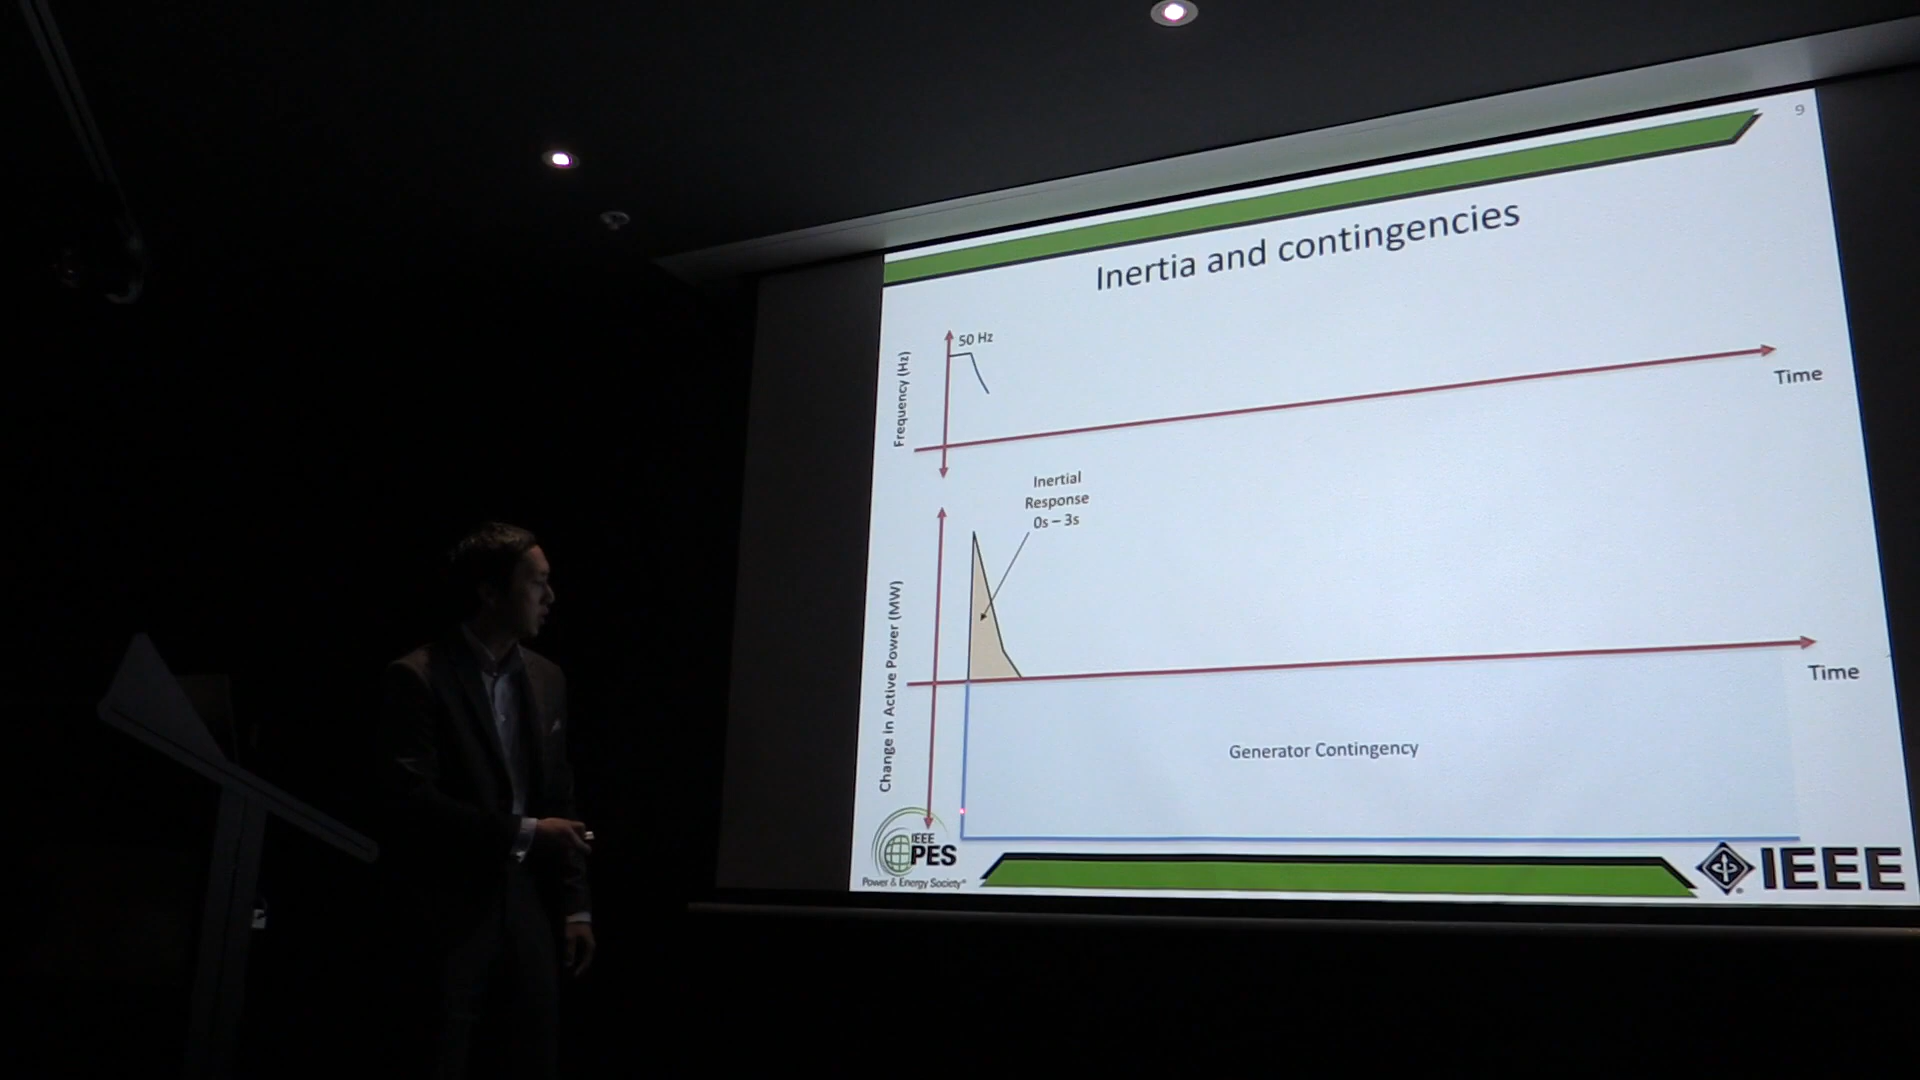 9
Inertia and contingencies
50 Hz
Frequency (Hz)
Time
Inertial
Response
0s – 3s
Change in Active Power (MW)
Time
Generator Contingency
IEEE
PES
Power & Energy Society®
IEEE